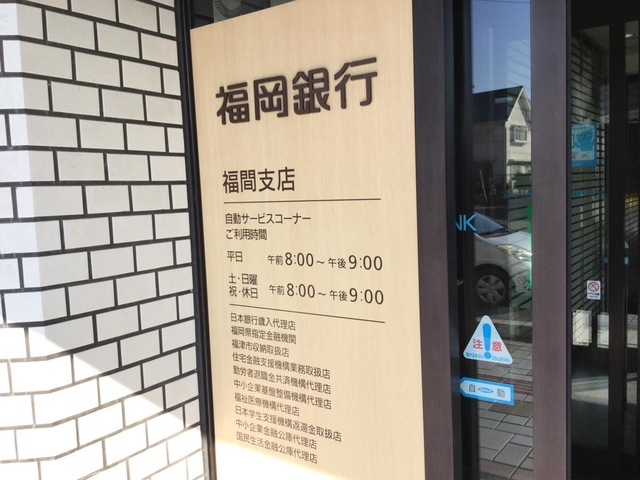 福岡銀行
福間支店
自動サービスコーナー
ご利用時間
平日 午前8:00～午後9:00
土・日曜
祝・休日 午前8:00～午後9:00
日本銀行歳入代理店
福岡県指定金融機関
福津市収納取扱店
住宅金融支援機構業務取扱店
勤労者退職金共済機構代理店
中小企業基盤整備機構代理店
福祉医療機構代理店
日本学生支援機構返還金取扱店
中小企業金融公庫代理店
国民生活金融公庫代理店
NK
注意
自動